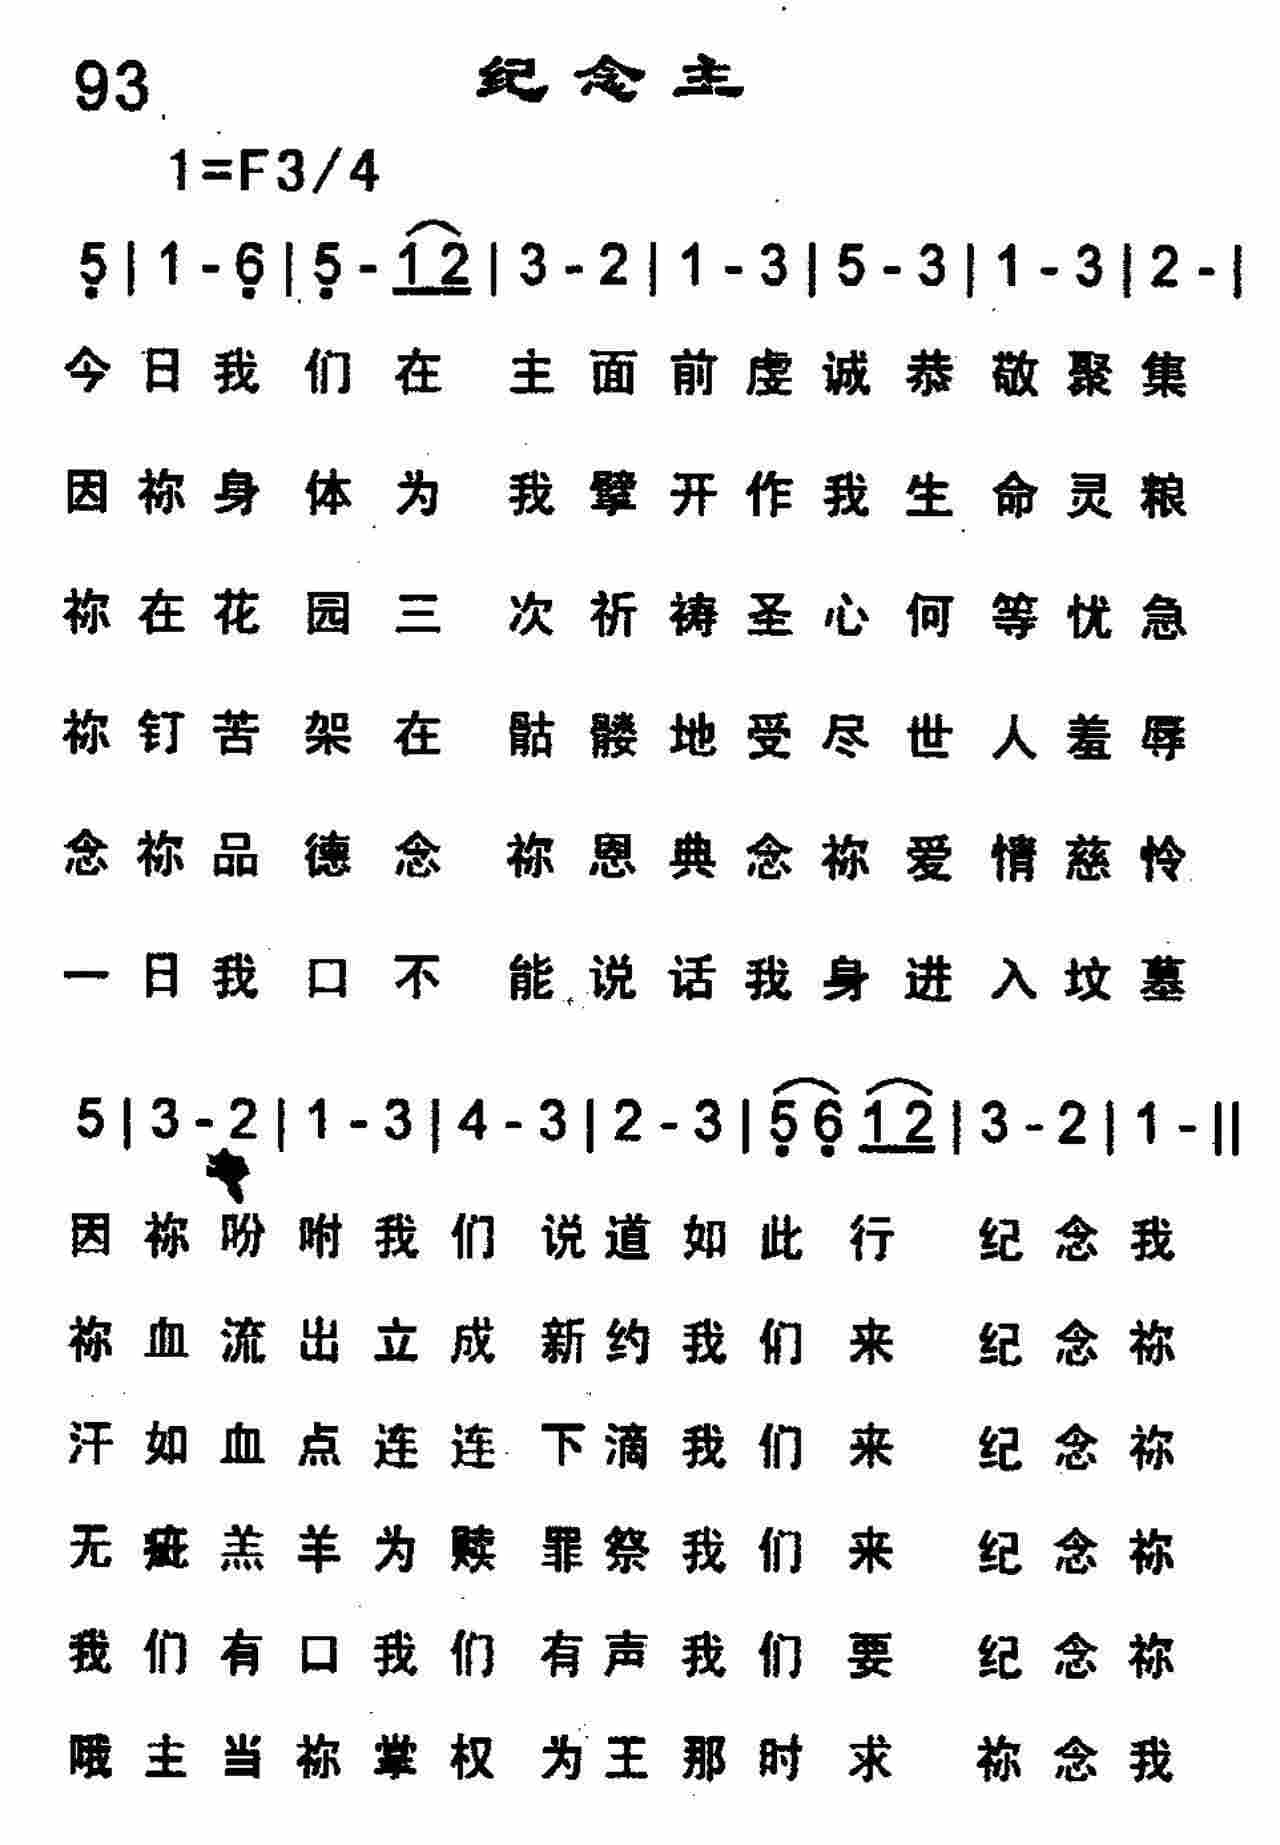 93 纪念主
1=F3/4
5̣ | 1 - 6̣ | 5̣ - 1 2 | 3 - 2 | 1 - 3 | 5 - 3 | 1 - 3 | 2 - |
今日我们在主面前虔诚恭敬聚集
因祢身体为我擘开作我生命灵粮
祢在花园三次祈祷圣心何等忧急
祢钉苦架在骷髅地受尽世人羞辱
念祢品德念祢恩典念祢爱情慈怜
一日我口不能说话我身进入坟墓
5 | 3 - 2 | 1 - 3 | 4 - 3 | 2 - 3 | 5̣ 6̣ 1 2 | 3 - 2 | 1 - ||
因祢吩咐我们说道如此行纪念我
祢血流出立成新约我们来纪念祢
汗如血点连连下滴我们来纪念祢
无疵羔羊为赎罪祭我们来纪念祢
我们有口我们有声我们要纪念祢
哦主当祢掌权为王那时求祢念我